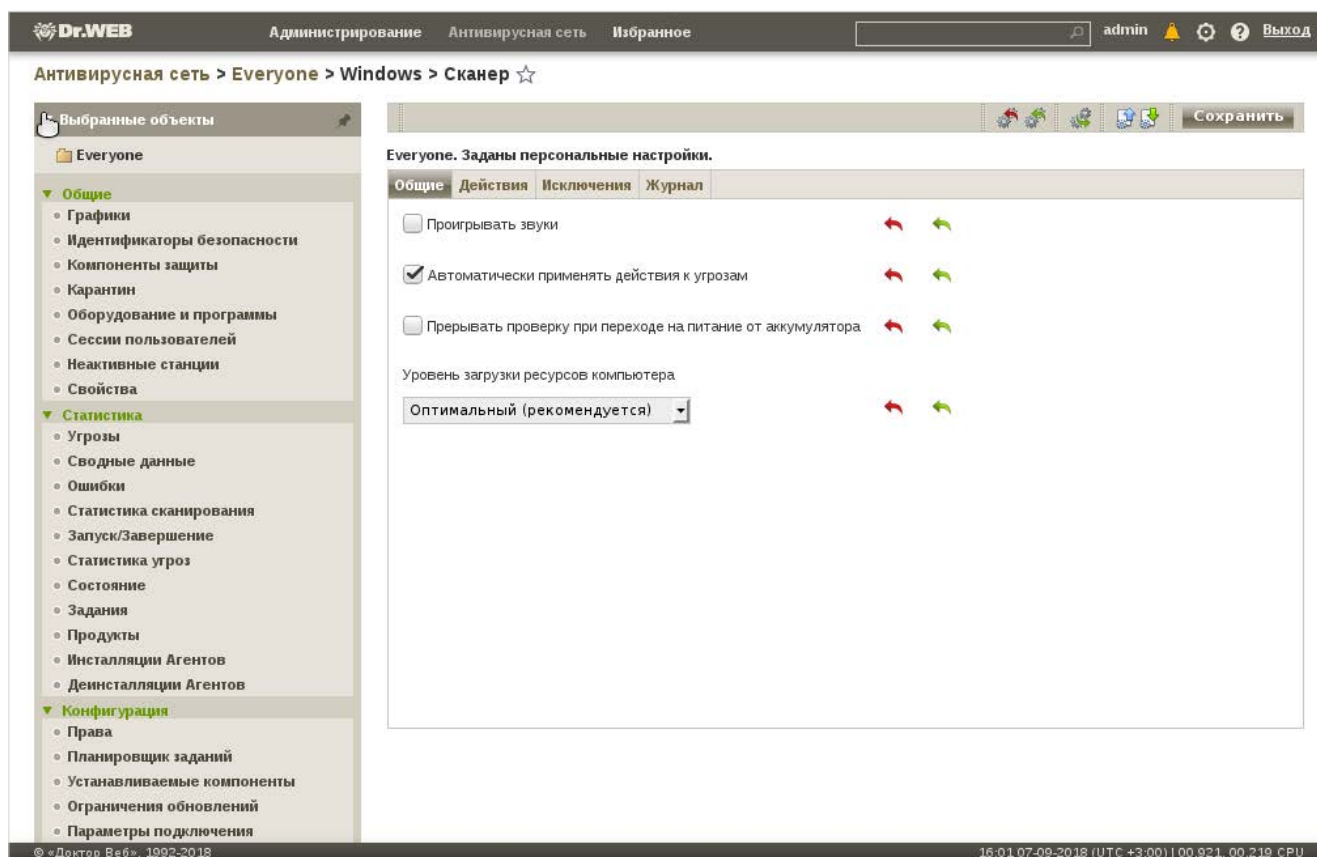 Dr.WEB
Администрирование Антивирусная сеть Избранное
admin
Выход
Антивирусная сеть > Everyone > Windows > Сканер
Выбранные объекты
Everyone
Общие
Графики
Идентификаторы безопасности
Компоненты защиты
Карантин
Оборудование и программы
Сессии пользователей
Неактивные станции
Свойства
Статистика
Угрозы
Сводные данные
Ошибки
Статистика сканирования
Запуск/Завершение
Статистика угроз
Состояние
Задания
Продукты
Инсталляции Агентов
Деинсталляции Агентов
Конфигурация
Права
Планировщик заданий
Устанавливаемые компоненты
Ограничения обновлений
Параметры подключения
Сохранить
Everyone. Заданы персональные настройки.
Общие Действия Исключения Журнал
Проигрывать звуки
Автоматически применять действия к угрозам
Прерывать проверку при переходе на питание от аккумулятора
Уровень загрузки ресурсов компьютера
Оптимальный (рекомендуется)
© «Доктор Веб», 1992-2018
16:01 07-09-2018 (UTC +3:00) | 00.921, 00.219 CPU